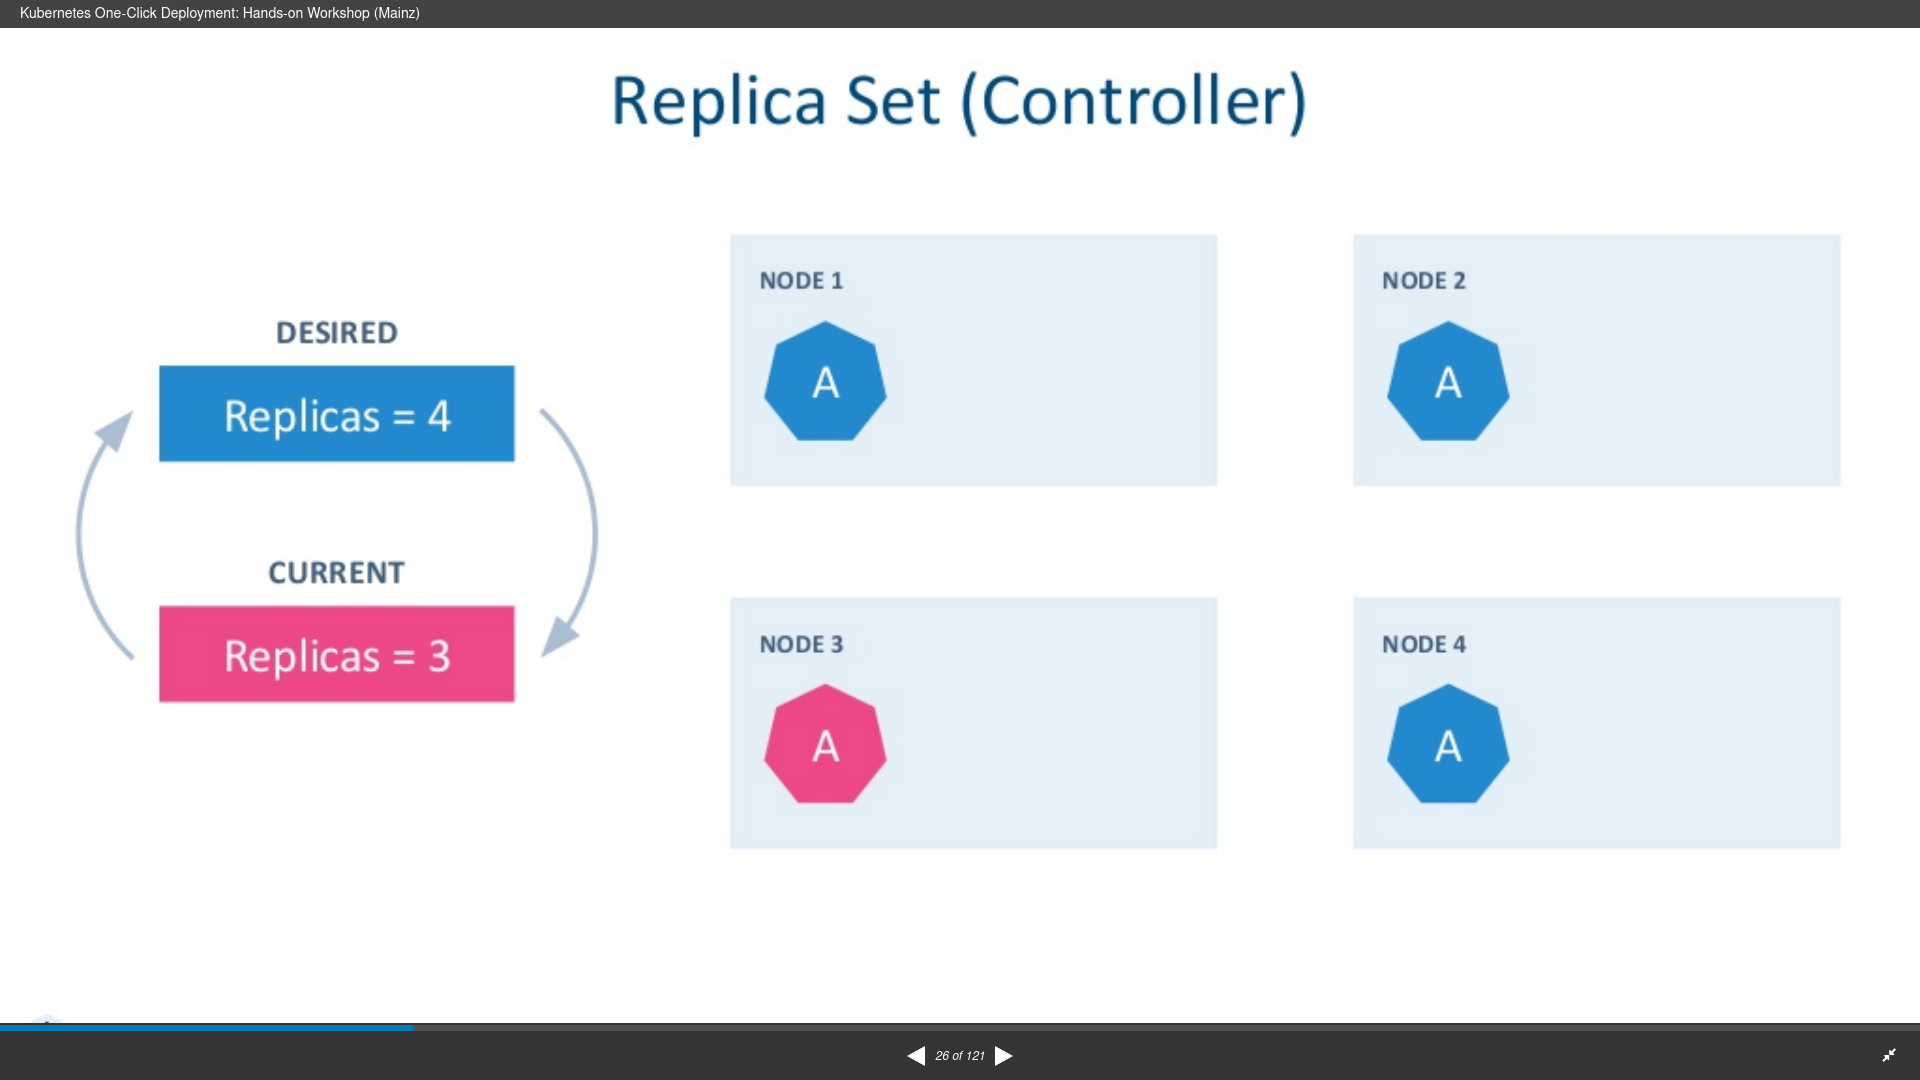 Kubernetes One-Click Deployment: Hands-on Workshop (Mainz)
Replica Set (Controller)
DESIRED
Replicas = 4
CURRENT
Replicas = 3
NODE 1
A
NODE 2
A
NODE 3
A
NODE 4
A
26 of 121